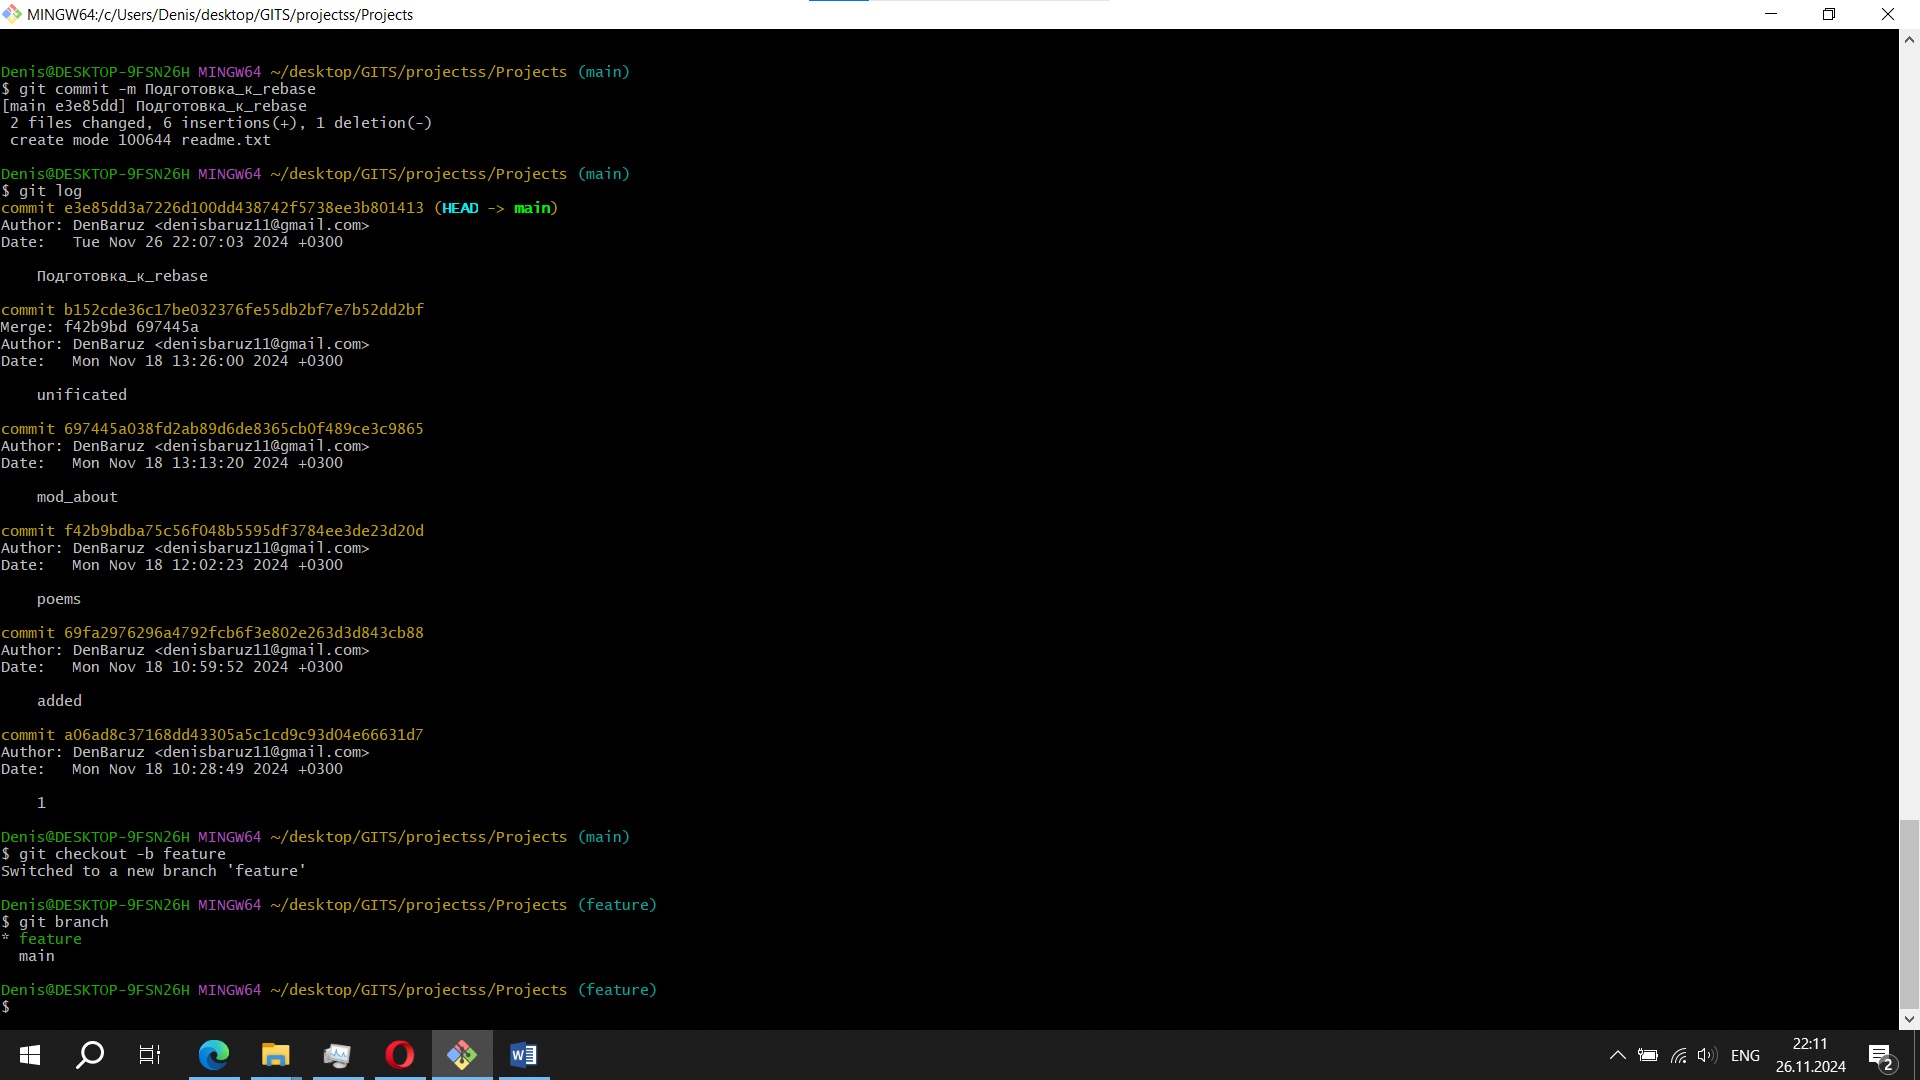 MINGW64:/c/Users/Denis/desktop/GITS/projectss/Projects
Denis@DESKTOP-9FSN26H MINGW64 ~/desktop/GITS/projectss/Projects (main)
$ git commit -m Подготовка_к_rebase
[main e3e85dd] Подготовка_к_rebase
 2 files changed, 6 insertions(+), 1 deletion(-)
 create mode 100644 readme.txt
Denis@DESKTOP-9FSN26H MINGW64 ~/desktop/GITS/projectss/Projects (main)
$ git log
commit e3e85dd3a7226d100dd438742f5738ee3b801413 (HEAD -> main)
Author: DenBaruz <denisbaruz11@gmail.com>
Date:   Tue Nov 26 22:07:03 2024 +0300
    Подготовка_к_rebase
commit b152cde36c17be032376fe55db2bf7e7b52dd2bf
Merge: f42b9bd 697445a
Author: DenBaruz <denisbaruz11@gmail.com>
Date:   Mon Nov 18 13:26:00 2024 +0300
    unificated
commit 697445a038fd2ab89d6de8365cb0f489ce3c9865
Author: DenBaruz <denisbaruz11@gmail.com>
Date:   Mon Nov 18 13:13:20 2024 +0300
    mod_about
commit f42b9bdba75c56f048b5595df3784ee3de23d20d
Author: DenBaruz <denisbaruz11@gmail.com>
Date:   Mon Nov 18 12:02:23 2024 +0300
    poems
commit 69fa2976296a4792fcb6f3e802e263d3d843cb88
Author: DenBaruz <denisbaruz11@gmail.com>
Date:   Mon Nov 18 10:59:52 2024 +0300
    added
commit a06ad8c37168dd43305a5c1cd9c93d04e66631d7
Author: DenBaruz <denisbaruz11@gmail.com>
Date:   Mon Nov 18 10:28:49 2024 +0300
    1
Denis@DESKTOP-9FSN26H MINGW64 ~/desktop/GITS/projectss/Projects (main)
$ git checkout -b feature
Switched to a new branch 'feature'
Denis@DESKTOP-9FSN26H MINGW64 ~/desktop/GITS/projectss/Projects (feature)
$ git branch
* feature
  main
Denis@DESKTOP-9FSN26H MINGW64 ~/desktop/GITS/projectss/Projects (feature)
$
ENG
22:11
26.11.2024
2